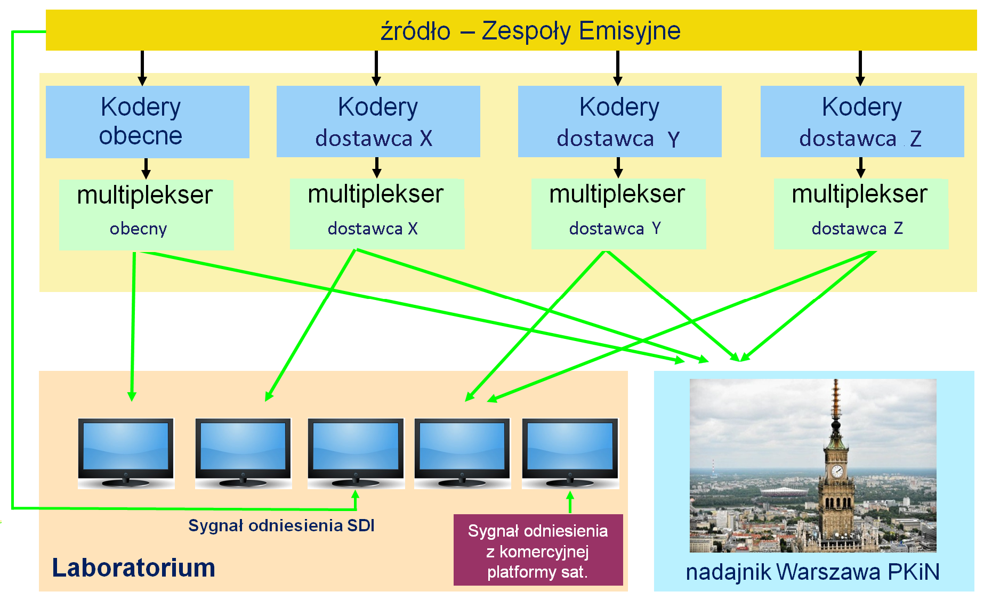 źródło – Zespoły Emisyjne
Kodery
obecne
Kodery
dostawca X
Kodery
dostawca Y
Kodery
dostawca Z
multiplekser
obecny
multiplekser
dostawca X
multiplekser
dostawca Y
multiplekser
dostawca Z
Sygnał odniesienia SDI
Laboratorium
Sygnał odniesienia
z komercyjnej
platformy sat.
nadajnik Warszawa PKiN